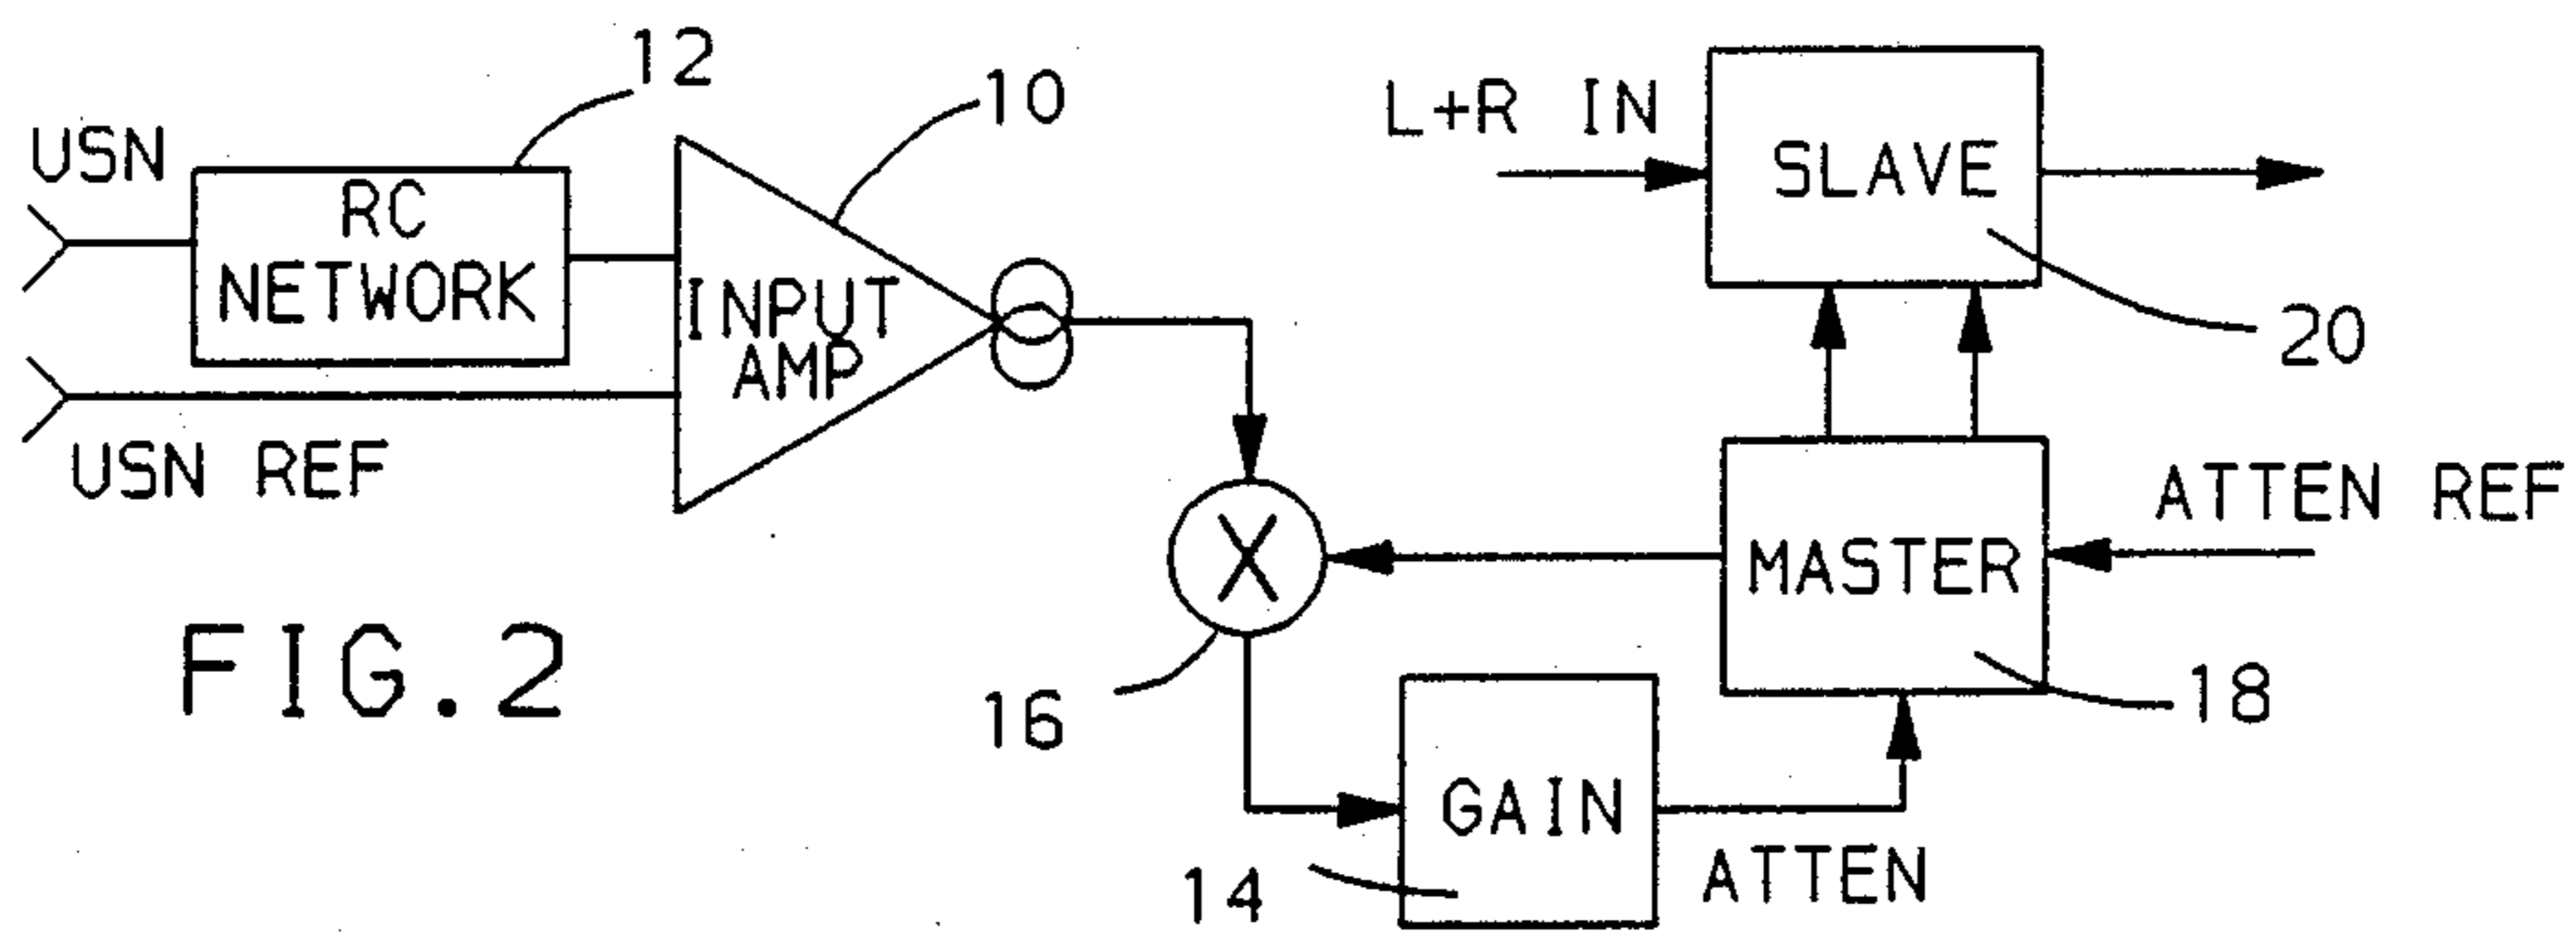 12
USN
RC
NETWORK
10
INPUT
AMP
USN REF
L+R IN
SLAVE
20
ATTEN REF
MASTER
X
18
16
GAIN
14
ATTEN
FIG.2